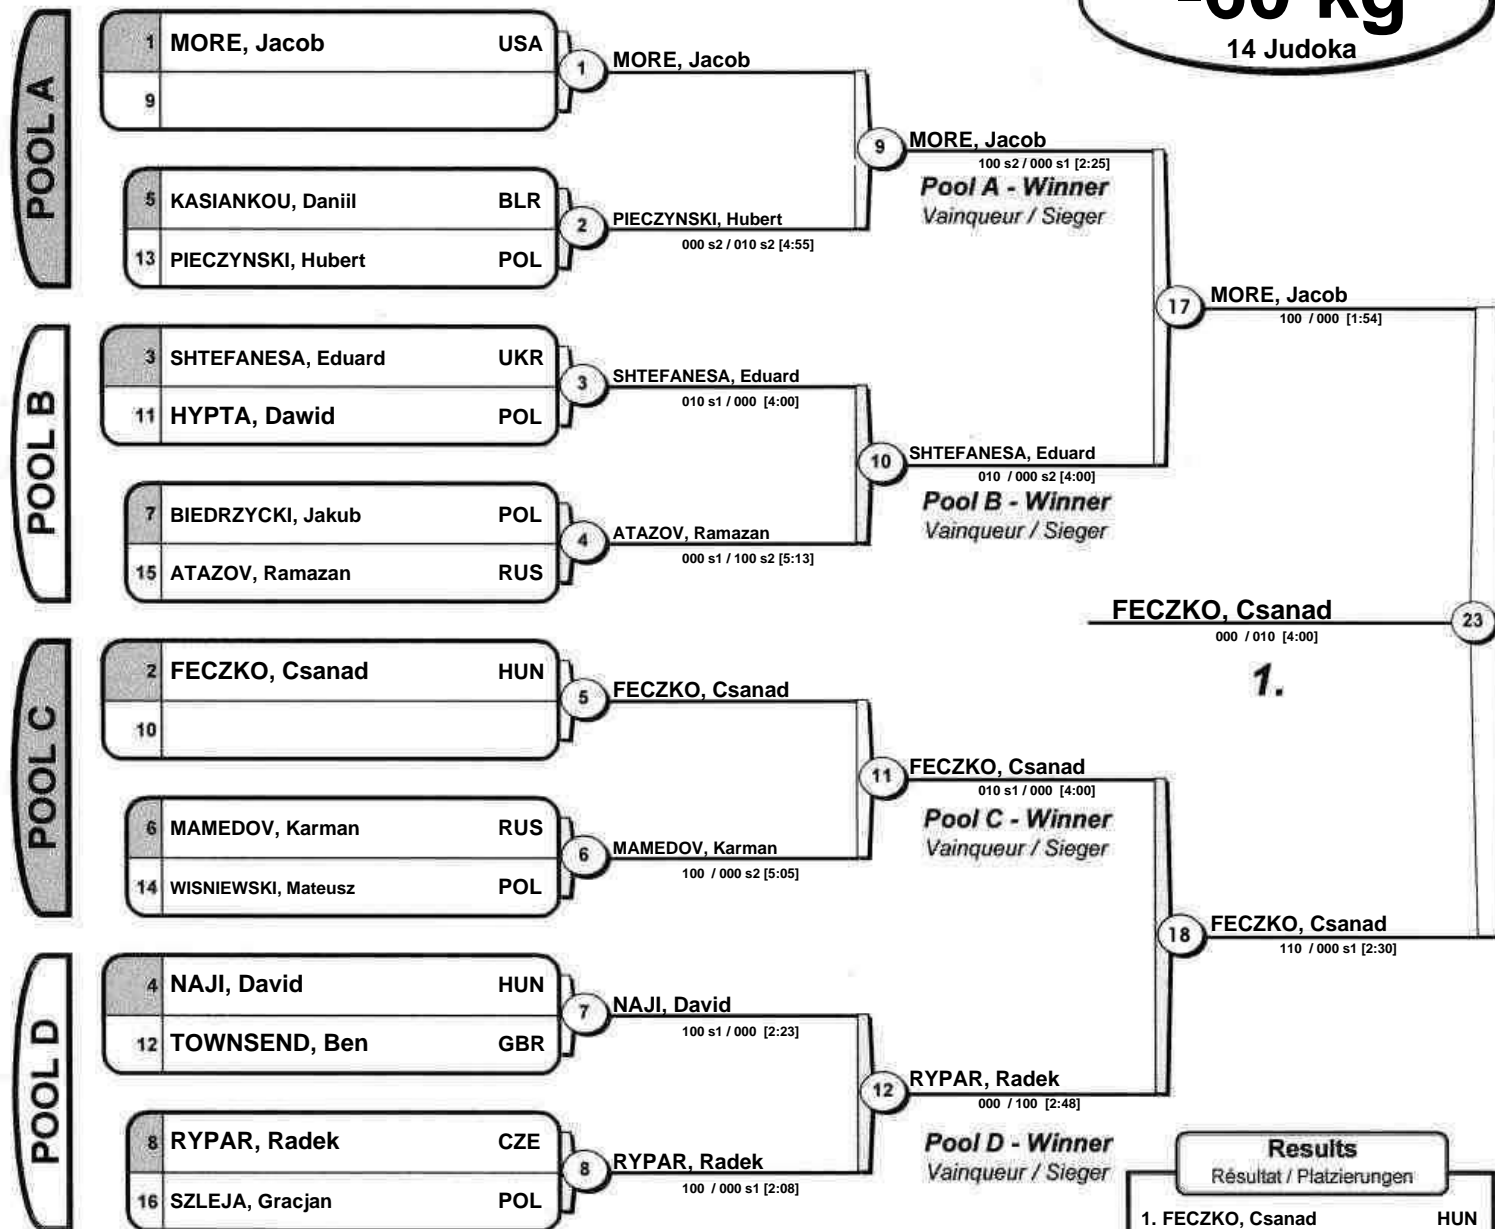 -60 kg
14 Judoka
POOL A
1 MORE, Jacob USA
9
1 MORE, Jacob
5 KASIANKOU, Daniil BLR
13 PIECZYNSKI, Hubert POL
2 PIECZYNSKI, Hubert
000 s2 / 010 s2 [4:55]
9 MORE, Jacob
100 s2 / 000 s1 [2:25]
Pool A - Winner
Vainqueur / Sieger
POOL B
3 SHTEFANESA, Eduard UKR
11 HYPTA, Dawid POL
3 SHTEFANESA, Eduard
010 s1 / 000 [4:00]
7 BIEDRZYCKI, Jakub POL
15 ATAZOV, Ramazan RUS
4 ATAZOV, Ramazan
000 s1 / 100 s2 [5:13]
10 SHTEFANESA, Eduard
010 / 000 s2 [4:00]
Pool B - Winner
Vainqueur / Sieger
17 MORE, Jacob
100 / 000 [1:54]
FECZKO, Csanad 23
000 / 010 [4:00]
1.
POOL C
2 FECZKO, Csanad HUN
10
5 FECZKO, Csanad
6 MAMEDOV, Karman RUS
14 WISNIEWSKI, Mateusz POL
6 MAMEDOV, Karman
100 / 000 s2 [5:05]
11 FECZKO, Csanad
010 s1 / 000 [4:00]
Pool C - Winner
Vainqueur / Sieger
POOL D
4 NAJI, David HUN
12 TOWNSEND, Ben GBR
7 NAJI, David
100 s1 / 000 [2:23]
8 RYPAR, Radek CZE
16 SZLEJA, Gracjan POL
8 RYPAR, Radek
100 / 000 s1 [2:08]
12 RYPAR, Radek
000 / 100 [2:48]
Pool D - Winner
Vainqueur / Sieger
18 FECZKO, Csanad
110 / 000 s1 [2:30]
Results
Résultat / Platzierungen
1. FECZKO, Csanad HUN